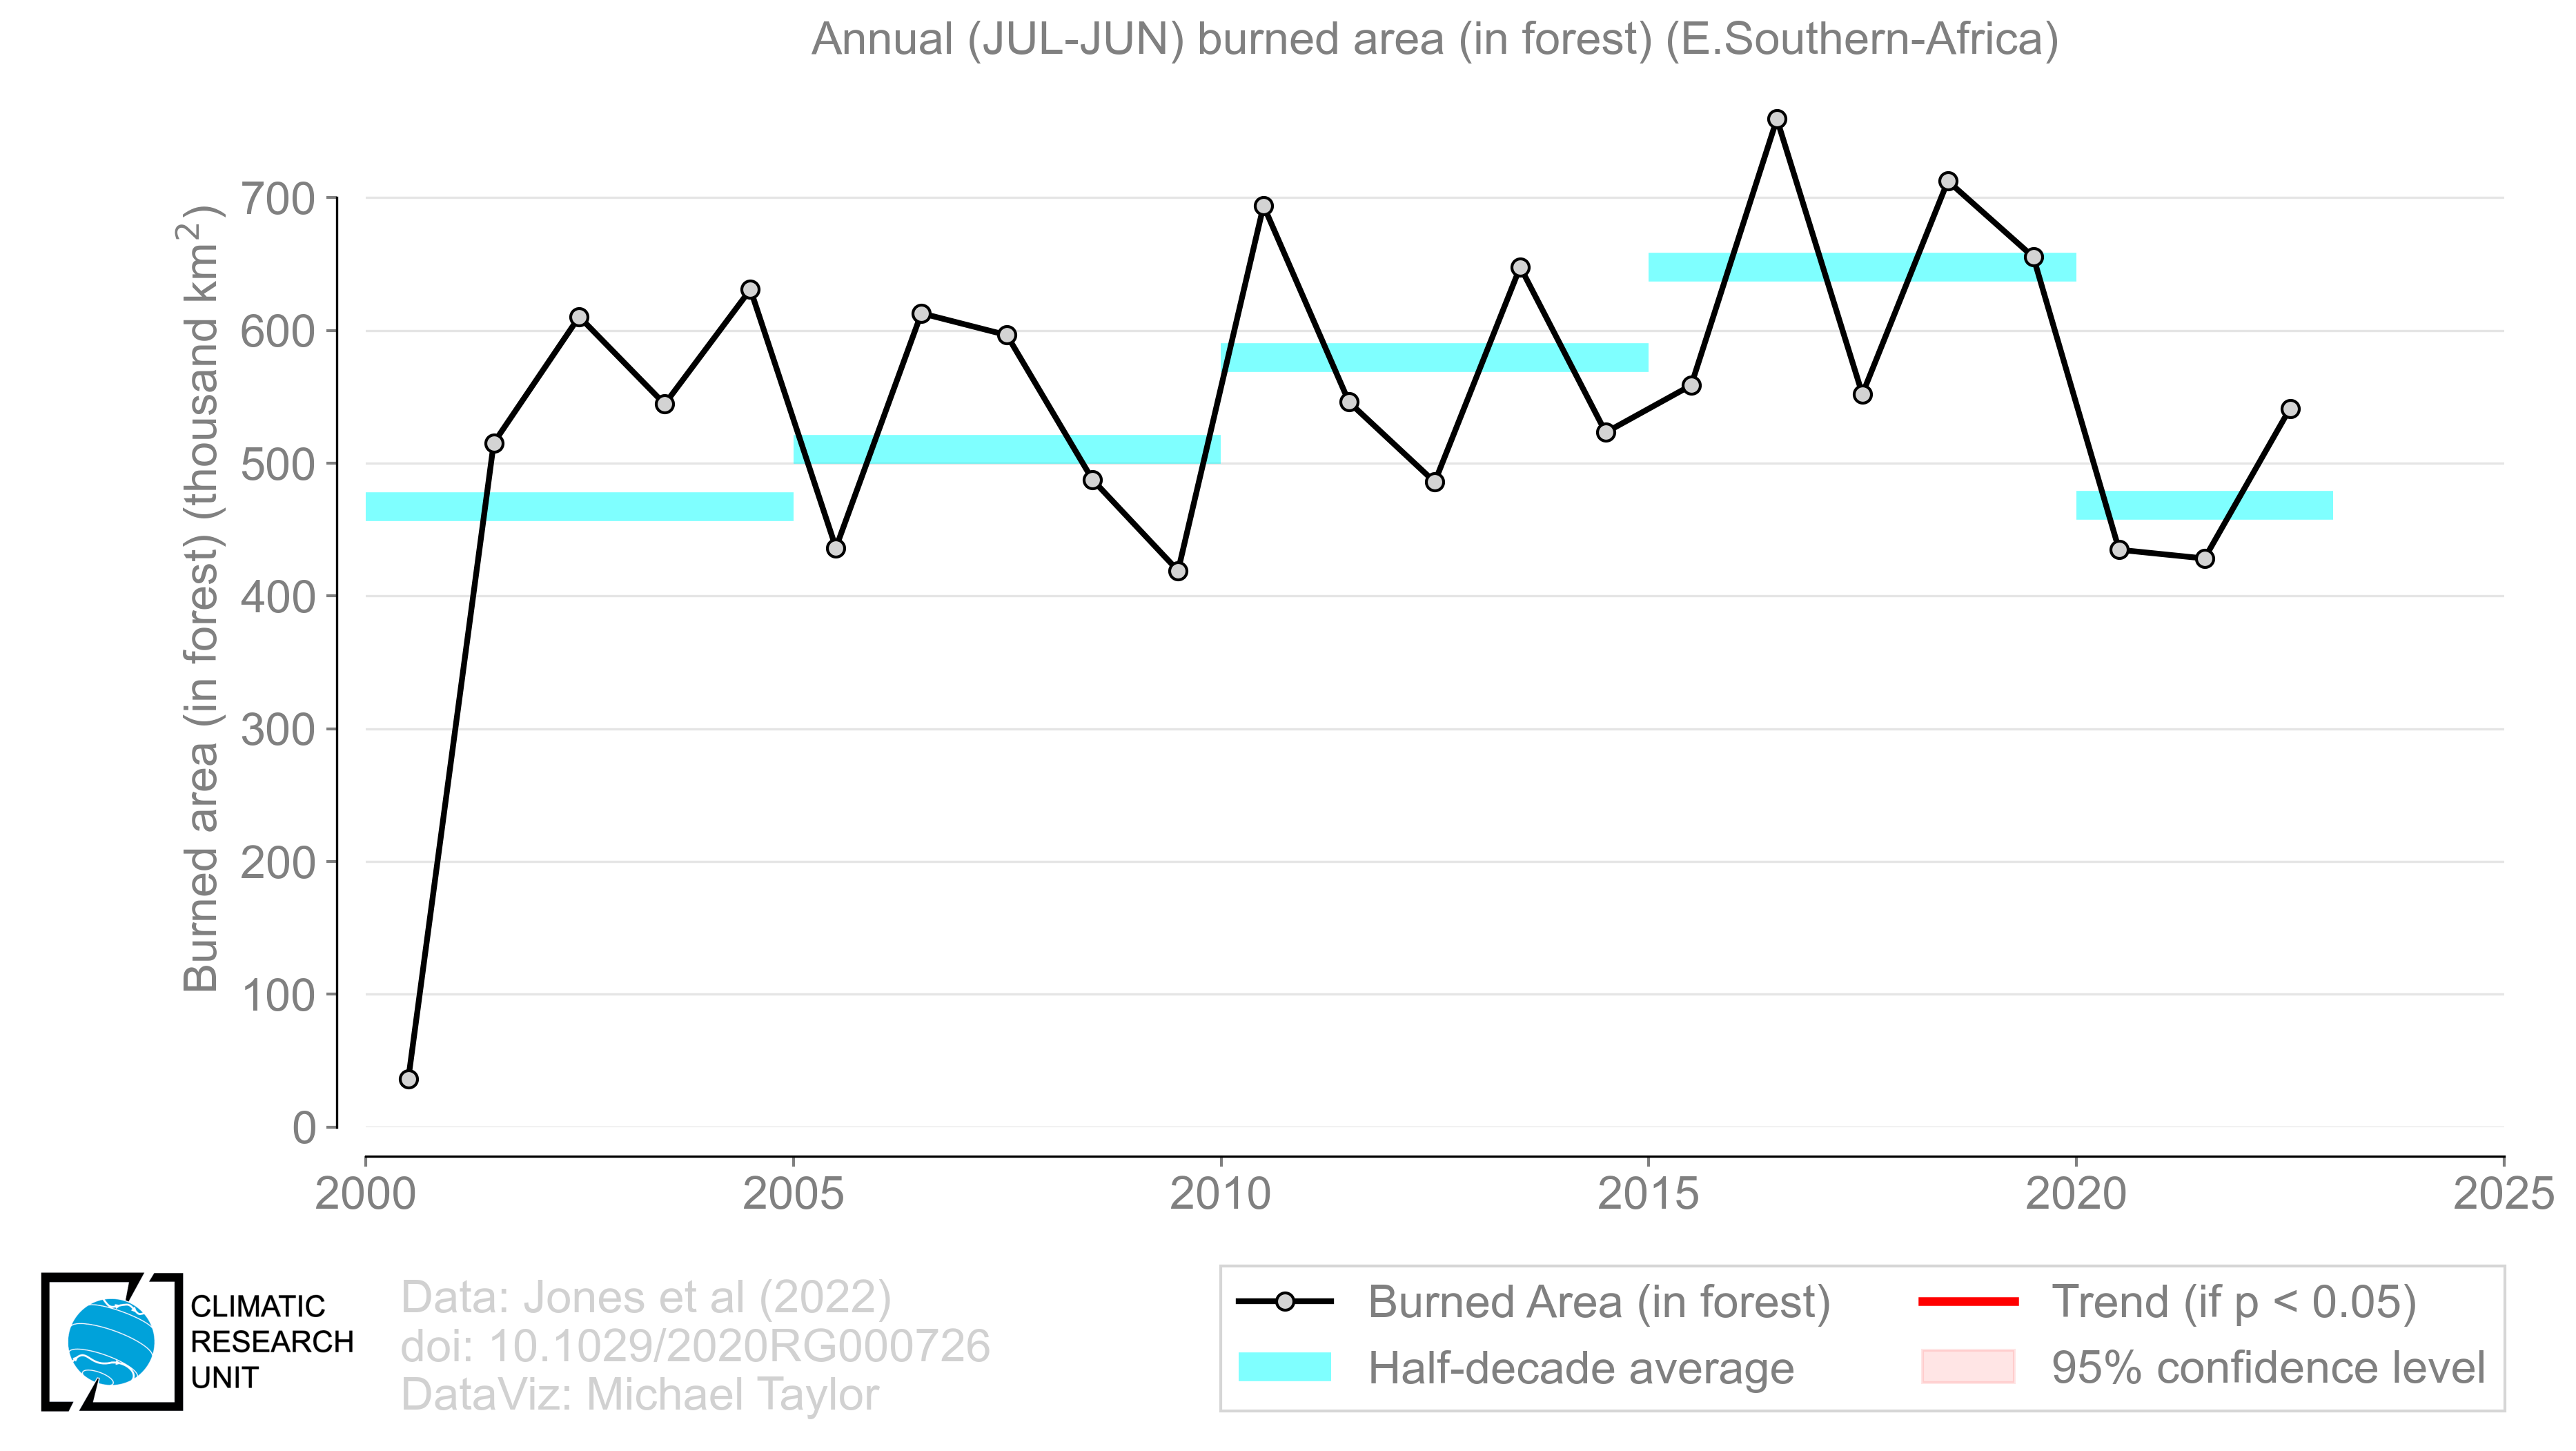 Annual (JUL-JUN) burned area (in forest) (E.Southern-Africa)
Burned area (in forest) (thousand km²)
700
600
500
400
300
200
100
0
2000
2005
2010
2015
2020
2025
CLIMATIC
RESEARCH
UNIT
Data: Jones et al (2022)
doi: 10.1029/2020RG000726
DataViz: Michael Taylor
Burned Area (in forest)
Half-decade average
Trend (if p < 0.05)
95% confidence level